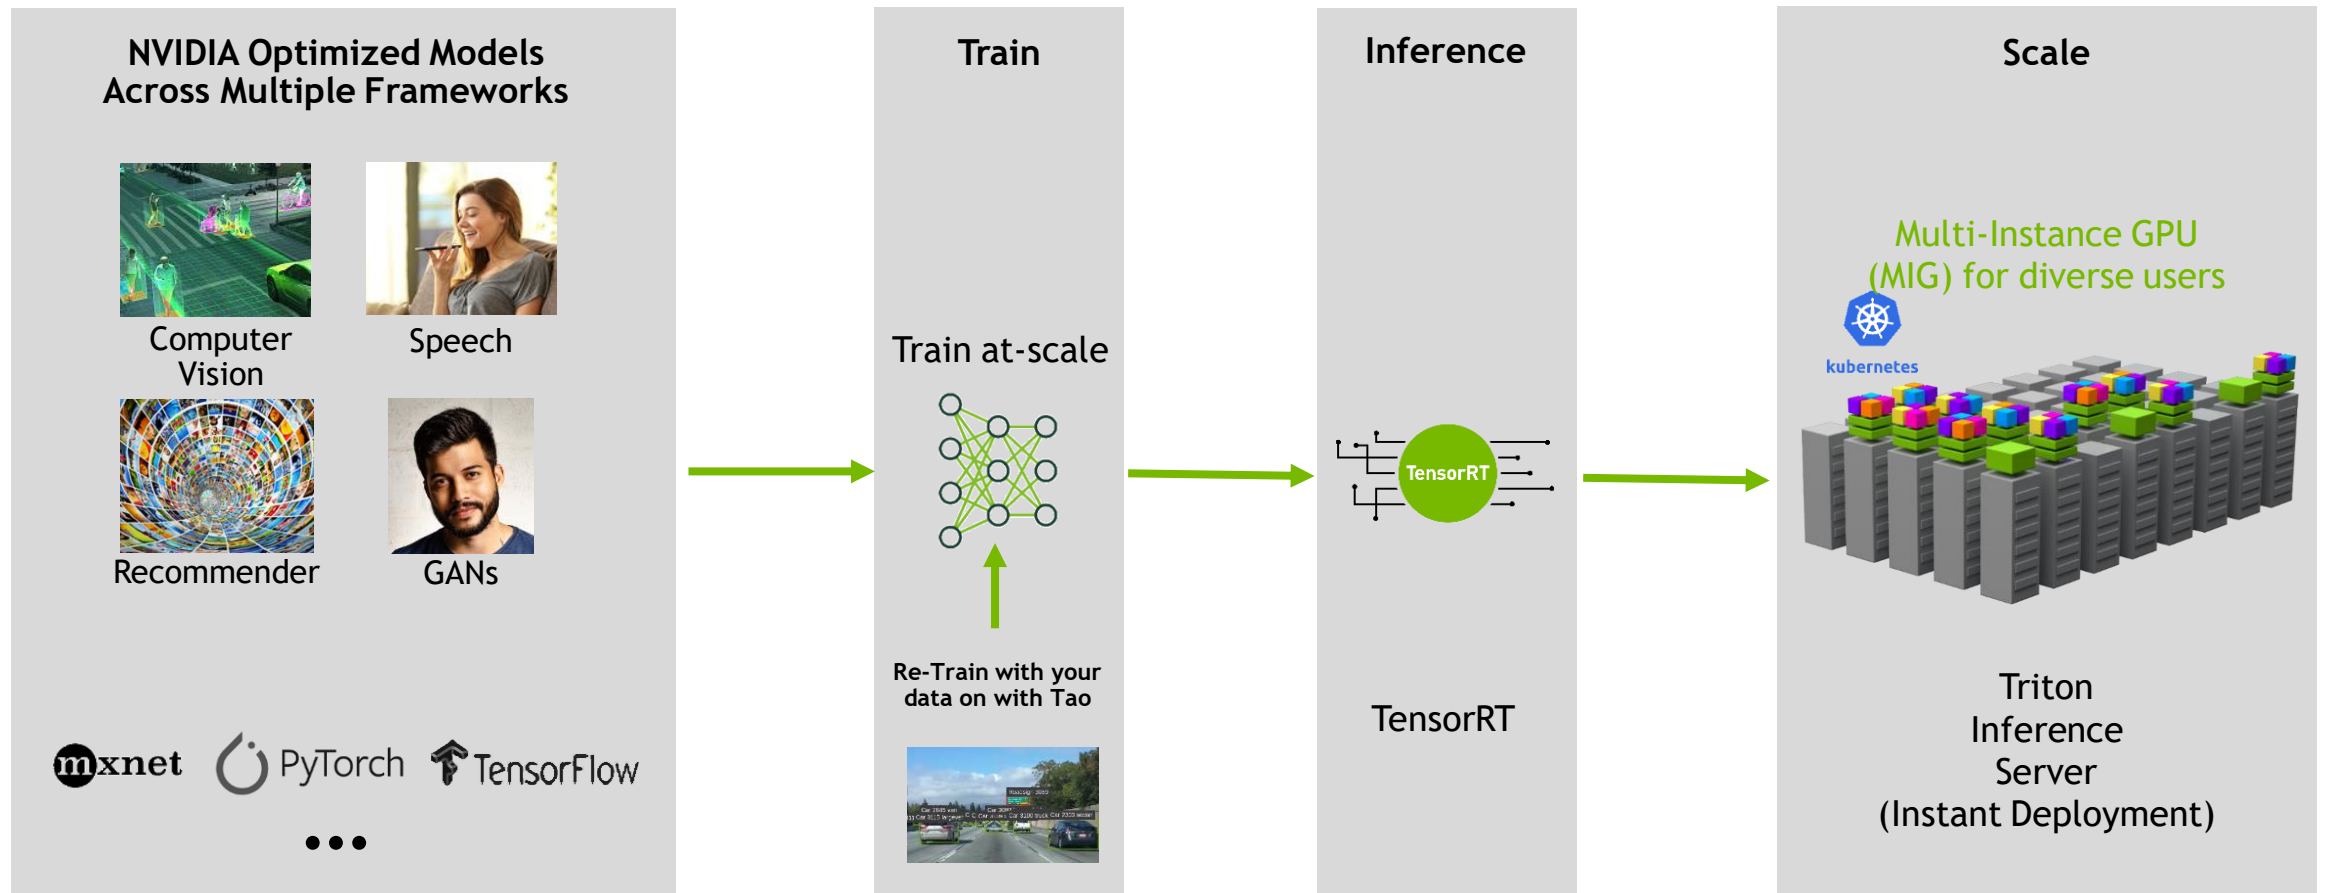 NVIDIA Optimized Models
Across Multiple Frameworks
Computer
Vision
Speech
Recommender
GANs
mxnet
PyTorch
TensorFlow
•••
Train
Train at-scale
Re-Train with your
data on with Tao
Inference
TensorRT
TensorRT
Scale
Multi-Instance GPU
(MIG) for diverse users
kubernetes
Triton
Inference
Server
(Instant Deployment)